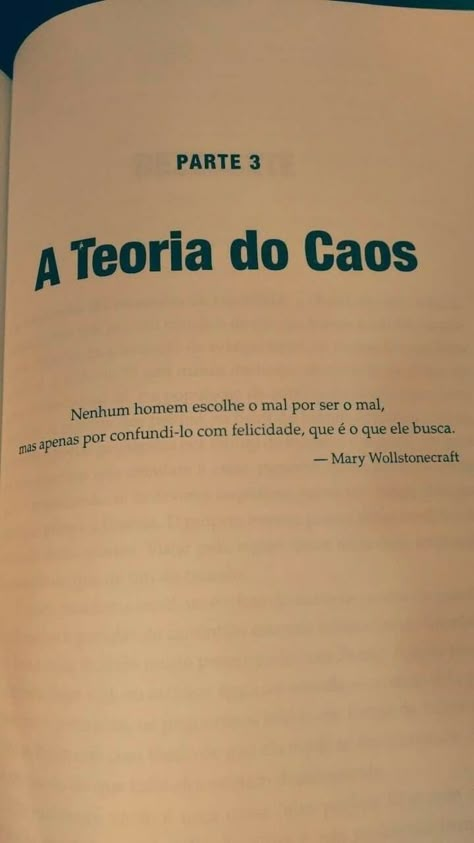 PARTE 3
A Teoria do Caos
Nenhum homem escolhe o mal por ser o mal,
mas apenas por confundi-lo com felicidade, que é o que ele busca.
— Mary Wollstonecraft